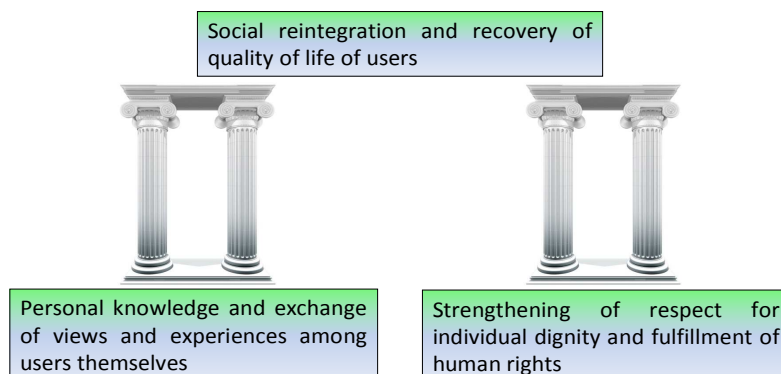 Social reintegration and recovery of
quality of life of users
Personal knowledge and exchange
of views and experiences among
users themselves
Strengthening of respect for
individual dignity and fulfillment of
human rights